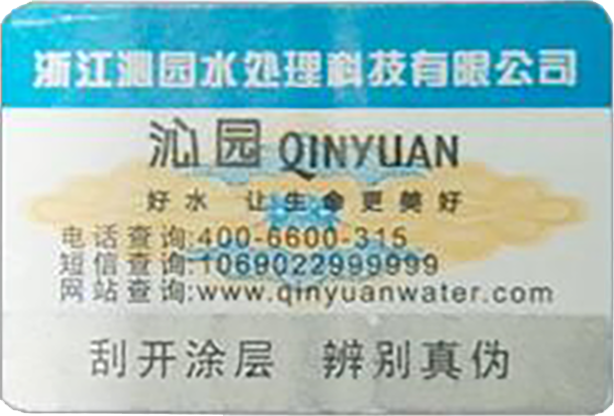 浙江沁园水处理科技有限公司
沁园 QINYUAN
好水 让生命更美好
电话查询:400-6600-315
短信查询:1069022999999
网站查询:www.qinyuanwater.com
刮开涂层 辨别真伪